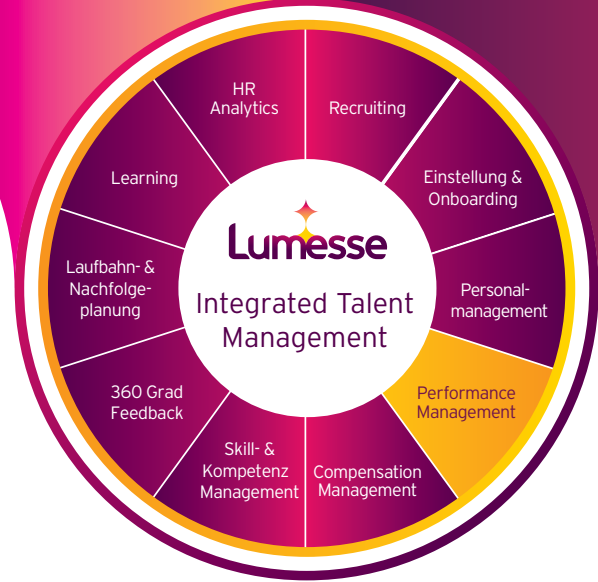 HR
Analytics
Recruiting
Einstellung &
Onboarding
Personal-
management
Performance
Management
Compensation
Management
Skill- &
Kompetenz
Management
360 Grad
Feedback
Laufbahn- &
Nachfolge-
planung
Learning
Lumesse
Integrated Talent
Management